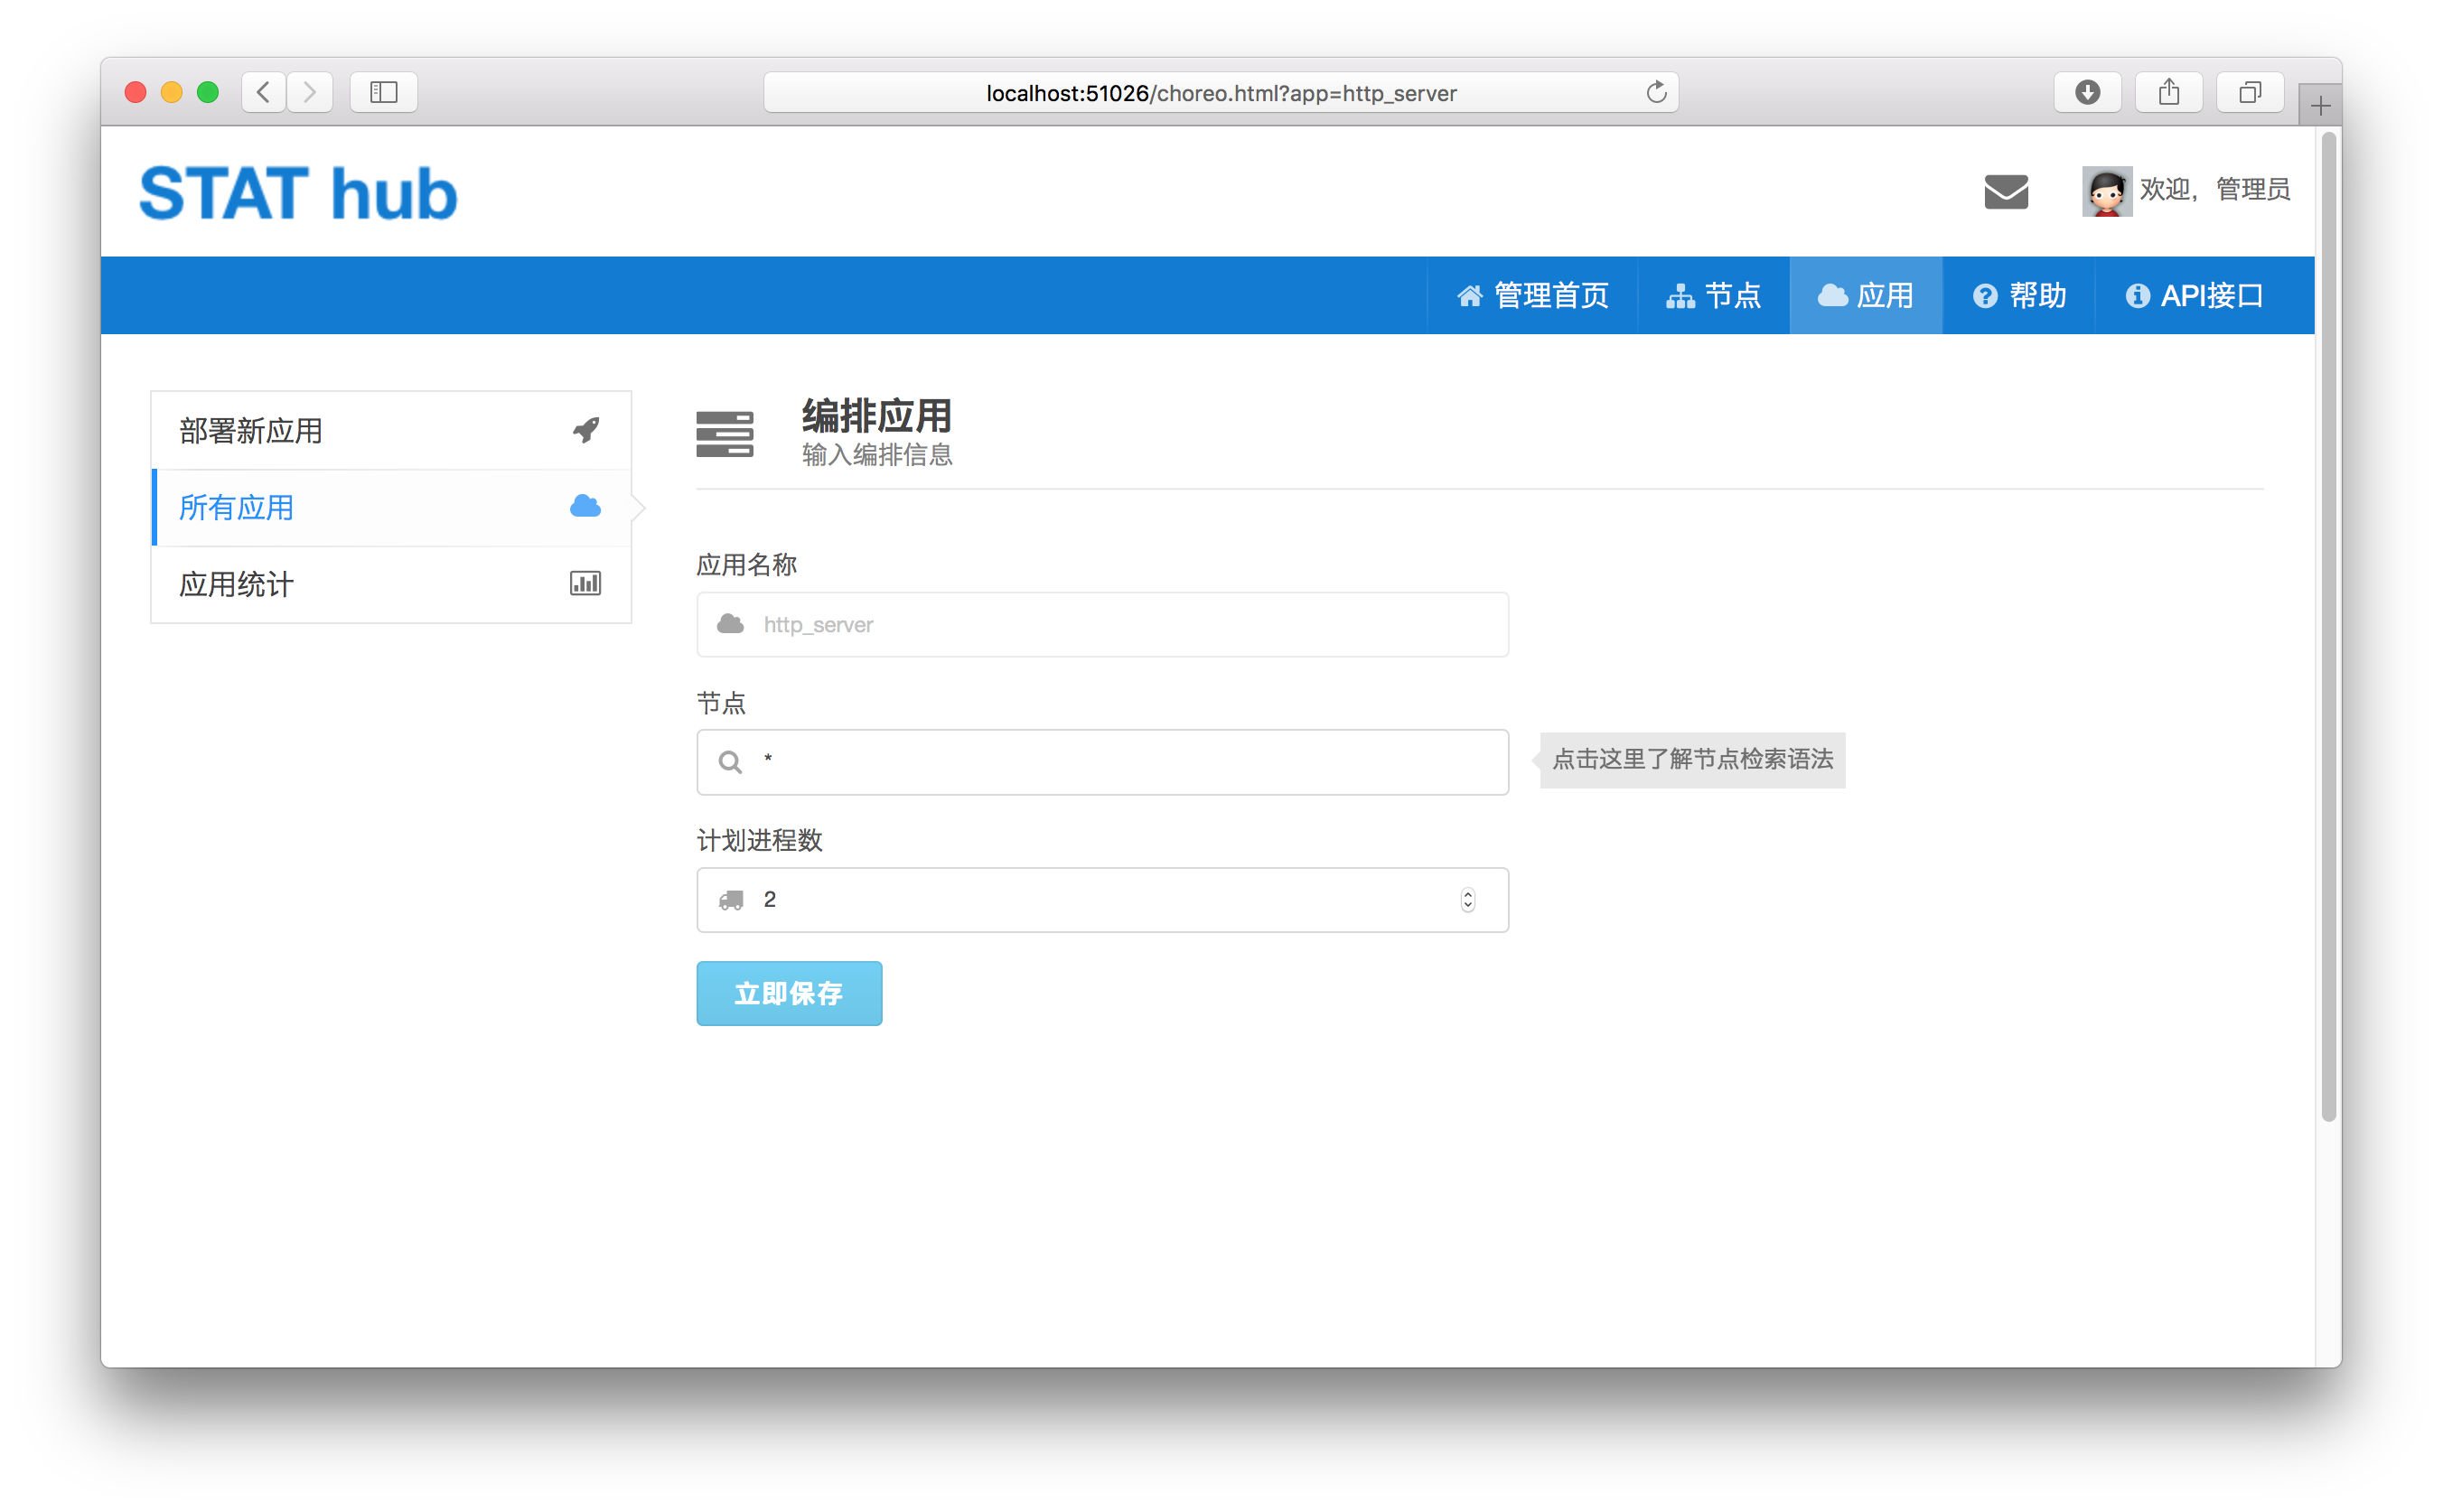 localhost:51026/choreo.html?app=http_server
STAT hub
欢迎，管理员
管理首页
节点
应用
帮助
API接口
部署新应用
所有应用
应用统计
编排应用
输入编排信息
应用名称
http_server
节点
*
点击这里了解节点检索语法
计划进程数
2
立即保存